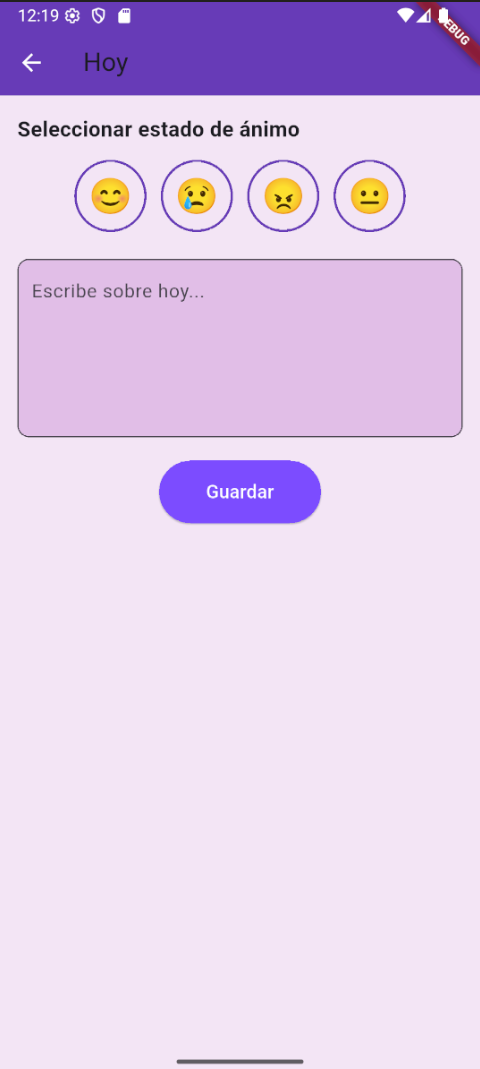 12:19
DEBUG
Hoy
Seleccionar estado de ánimo
Escribe sobre hoy...
Guardar